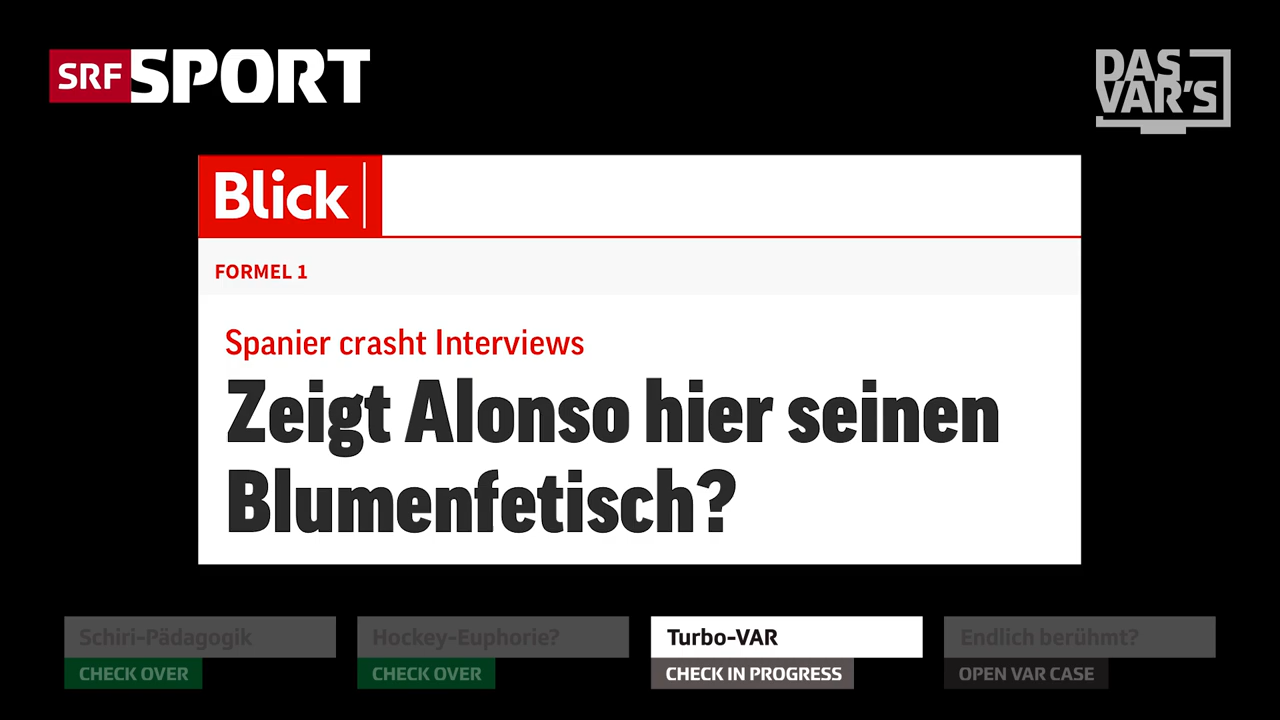 SRF SPORT
DAS
VAR'S
Blick
FORMEL 1
Spanier crasht Interviews
Zeigt Alonso hier seinen
Blumenfetisch?
Schiri-Pädagogik
CHECK OVER
Hockey-Euphorie?
CHECK OVER
Turbo-VAR
CHECK IN PROGRESS
Endlich berühmt?
OPEN VAR CASE